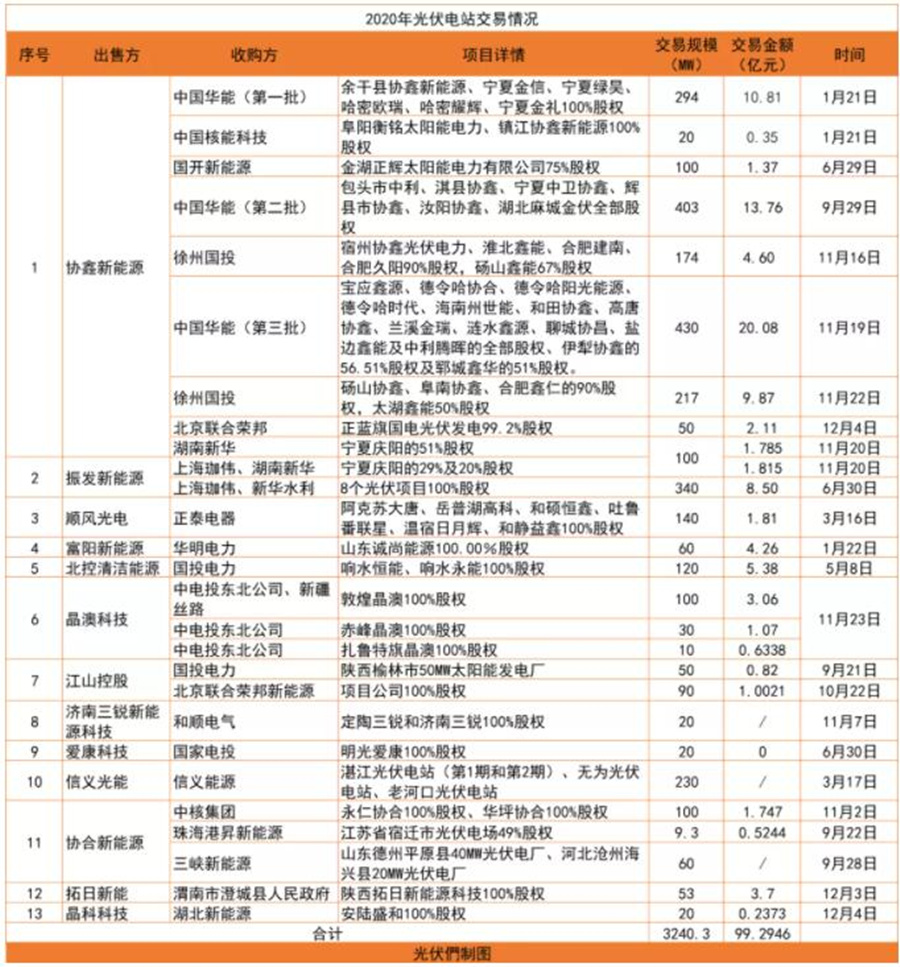 2020年光伏电站交易情况
序号 出售方 收购方 项目详情 交易规模（MW） 交易金额（亿元） 时间
1 协鑫新能源
中国华能（第一批） 余干县协鑫新能源、宁夏金信、宁夏绿昊、
哈密欧瑞、哈密耀辉、宁夏金礼100%股权 294 10.81 1月21日
中国核能科技 阜阳衡铭太阳能电力、镇江协鑫新能源100%
股权 20 0.35 1月21日
国开新能源 金湖正辉太阳能电力有限公司75%股权 100 1.37 6月29日
中国华能（第二批） 包头市中利、淇县协鑫、宁夏中卫协鑫、辉
县市协鑫、汝阳协鑫、湖北麻城金伏全部股
权 403 13.76 9月29日
徐州国投 宿州协鑫光伏电力、淮北鑫能、合肥建南、
合肥久阳90%股权，砀山鑫能67%股权 174 4.60 11月16日
中国华能（第三批） 宝应鑫源、德令哈协合、德令哈阳光能源、
德令哈时代、海南州世能、和田协鑫、高唐
协鑫、兰溪金瑞、涟水鑫源、聊城协昌、盐
边鑫能及中利腾晖的全部股权、伊犁协鑫的
56.51%股权及郓城鑫华的51%股权。 430 20.08 11月19日
徐州国投 砀山协鑫、阜南协鑫、合肥鑫仁的90%股
权，太湖鑫能50%股权 217 9.87 11月22日
北京联合荣邦 正蓝旗国电光伏发电99.2%股权 50 2.11 12月4日
湖南新华 宁夏庆阳的51%股权 100 1.785 11月20日
2 振发新能源
上海珈伟、湖南新华 宁夏庆阳的29%及20%股权 1.815 11月20日
上海珈伟、新华水利 8个光伏项目100%股权 340 8.50 6月30日
3 顺风光电 正泰电器 阿克苏大唐、岳普湖高科、和硕恒鑫、吐鲁
番联星、温宿日月辉、和静益鑫100%股权 140 1.81 3月16日
4 富阳新能源 华明电力 山东诚尚能源100.00%股权 60 4.26 1月22日
5 北控清洁能源 国投电力 响水恒能、响水永能100%股权 120 5.38 5月8日
6 晶澳科技
中电投东北公司、新疆
丝路 敦煌晶澳100%股权 100 3.06 11月23日
中电投东北公司 赤峰晶澳100%股权 30 1.07
中电投东北公司 扎鲁特旗晶澳100%股权 10 0.6338
7 江山控股
国投电力 陕西榆林市50MW太阳能发电厂 50 0.82 9月21日
北京联合荣邦新能源 项目公司100%股权 90 1.0021 10月22日
8 济南三锐新能
源科技 和顺电气 定陶三锐和济南三锐100%股权 20 / 11月7日
9 爱康科技 国家电投 明光爱康100%股权 20 0 6月30日
10 信义光能 信义能源 湛江光伏电站（第1期和第2期）、无为光伏
电站、老河口光伏电站 230 / 3月17日
11 协合新能源
中核集团 永仁协合100%股权、华坪协合100%股权 100 1.747 11月2日
珠海港昇新能源 江苏省宿迁市光伏电场49%股权 9.3 0.5244 9月22日
三峡新能源 山东德州平原县40MW光伏电厂、河北沧州海
兴县20MW光伏电厂 60 / 9月28日
12 拓日新能 渭南市澄城县人民政府 陕西拓日新能源科技100%股权 53 3.7 12月3日
13 晶科科技 湖北新能源 安陆盛和100%股权 20 0.2373 12月4日
合计 3240.3 99.2946
光伏們制图